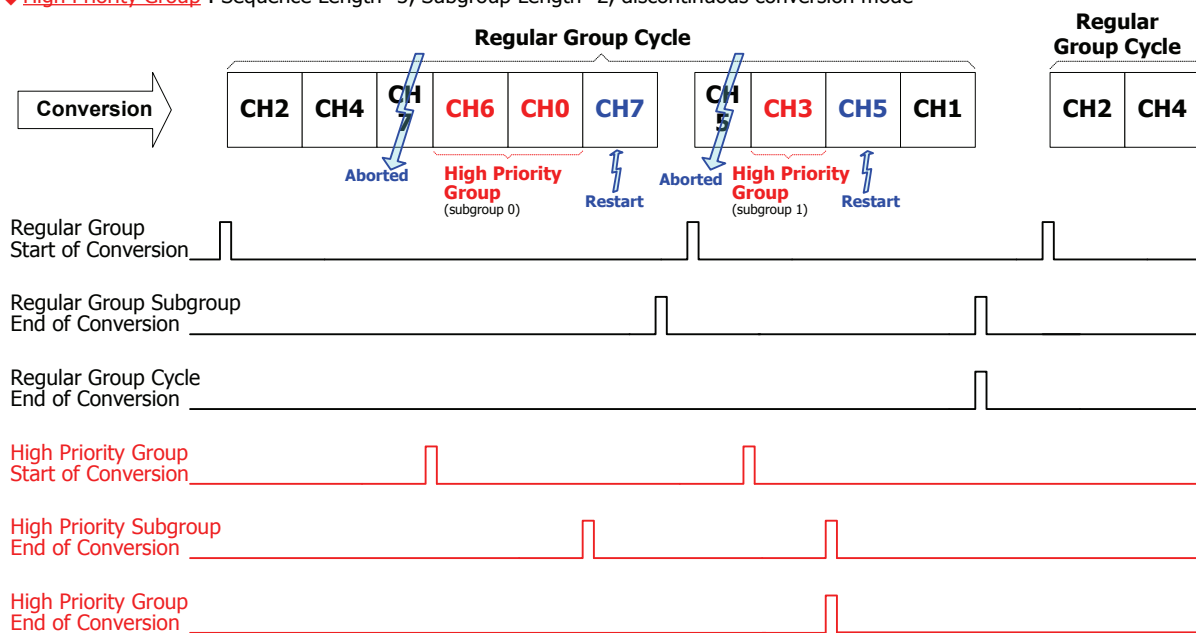 High Priority Group : Sequence Length=3, Subgroup Length=2, discontinuous conversion mode
Regular Group Cycle
Regular
Group Cycle
Conversion
CH2 CH4 CH 7 CH6 CH0 CH7 CH 5 CH3 CH5 CH1 CH2 CH4
Aborted
High Priority
Group
(subgroup 0)
Restart
Aborted
High Priority
Group
(subgroup 1)
Restart
Regular Group
Start of Conversion
Regular Group Subgroup
End of Conversion
Regular Group Cycle
End of Conversion
High Priority Group
Start of Conversion
High Priority Subgroup
End of Conversion
High Priority Group
End of Conversion